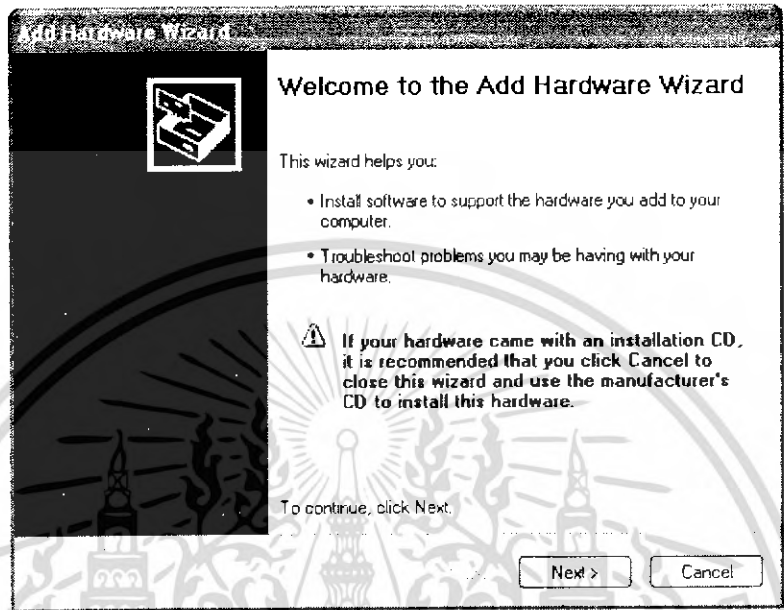 Add Hardware Wizard
Welcome to the Add Hardware Wizard
This wizard helps you:
• Install software to support the hardware you add to your
computer.
• Troubleshoot problems you may be having with your
hardware.
If your hardware came with an installation CD,
it is recommended that you click Cancel to
close this wizard and use the manufacturer's
CD to install this hardware.
To continue, click Next.
Next >
Cancel